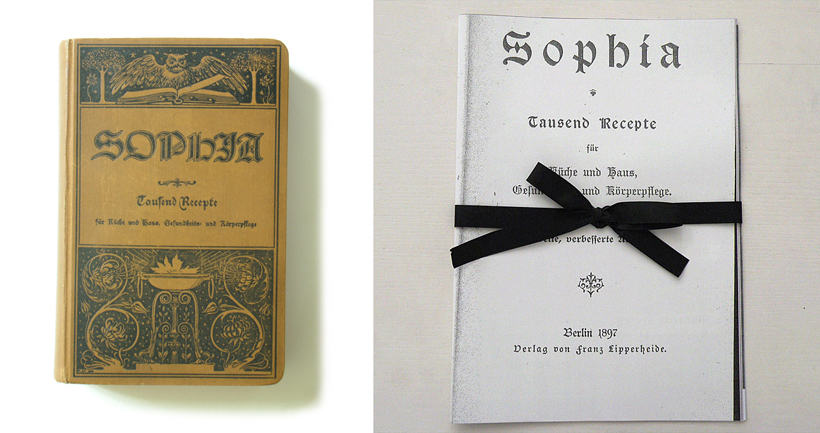 SOPHIA
Tausend Recepte
für Küche und Haus, Gesundheits- und Körperpflege
Sophia
Tausend Recepte
für
Küche und Haus,
und Körperpflege.
verbesserte
Berlin 1897
Verlag von Franz Lipperheide.